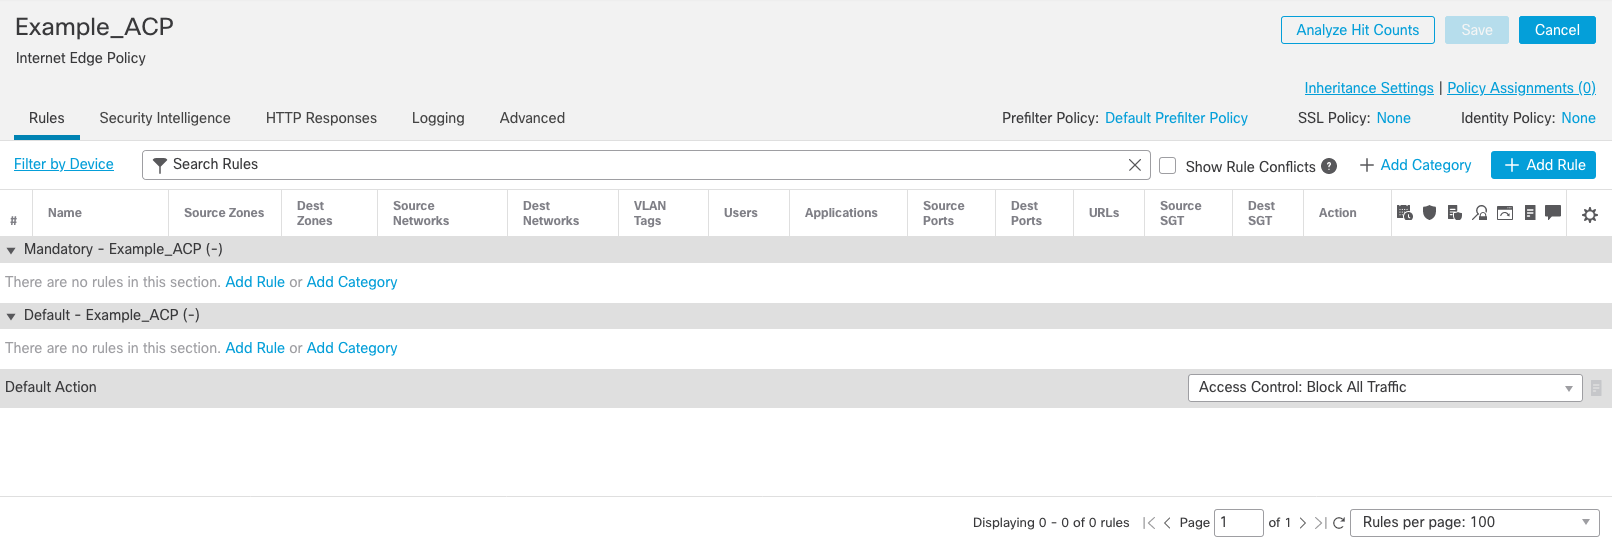 Example_ACP
Analyze Hit Counts Save Cancel
Internet Edge Policy
Inheritance Settings | Policy Assignments (0)
Rules Security Intelligence HTTP Responses Logging Advanced Prefilter Policy: Default Prefilter Policy SSL Policy: None Identity Policy: None
Filter by Device Search Rules Show Rule Conflicts ? + Add Category + Add Rule
# Name Source Zones Dest Zones Source Networks Dest Networks VLAN Tags Users Applications Source Ports Dest Ports URLs Source SGT Dest SGT Action
Mandatory - Example_ACP (-)
There are no rules in this section. Add Rule or Add Category
Default - Example_ACP (-)
There are no rules in this section. Add Rule or Add Category
Default Action Access Control: Block All Traffic
Displaying 0 - 0 of 0 rules Page 1 of 1 Rules per page: 100